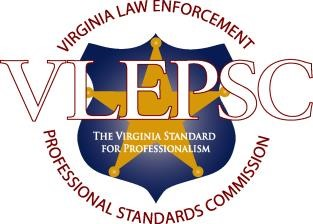 VIRGINIA LAW ENFORCEMENT
VLEPSC
THE VIRGINIA STANDARD
FOR PROFESSIONALISM
PROFESSIONAL STANDARDS COMMISSION